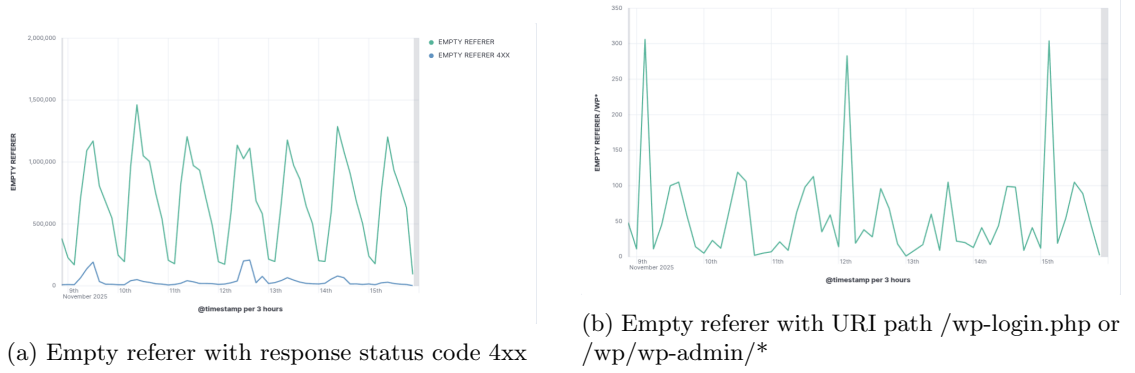 2,000,000
1,500,000
1,000,000
500,000
0
EMPTY REFERER
9th
November 2025
10th
11th
12th
13th
14th
15th
@timestamp per 3 hours
EMPTY REFERER
EMPTY REFERER 4XX
(a) Empty referer with response status code 4xx
350
300
250
200
150
100
50
0
EMPTY REFERER /WP*
9th
November 2025
10th
11th
12th
13th
14th
15th
@timestamp per 3 hours
(b) Empty referer with URI path /wp-login.php or
/wp/wp-admin/*